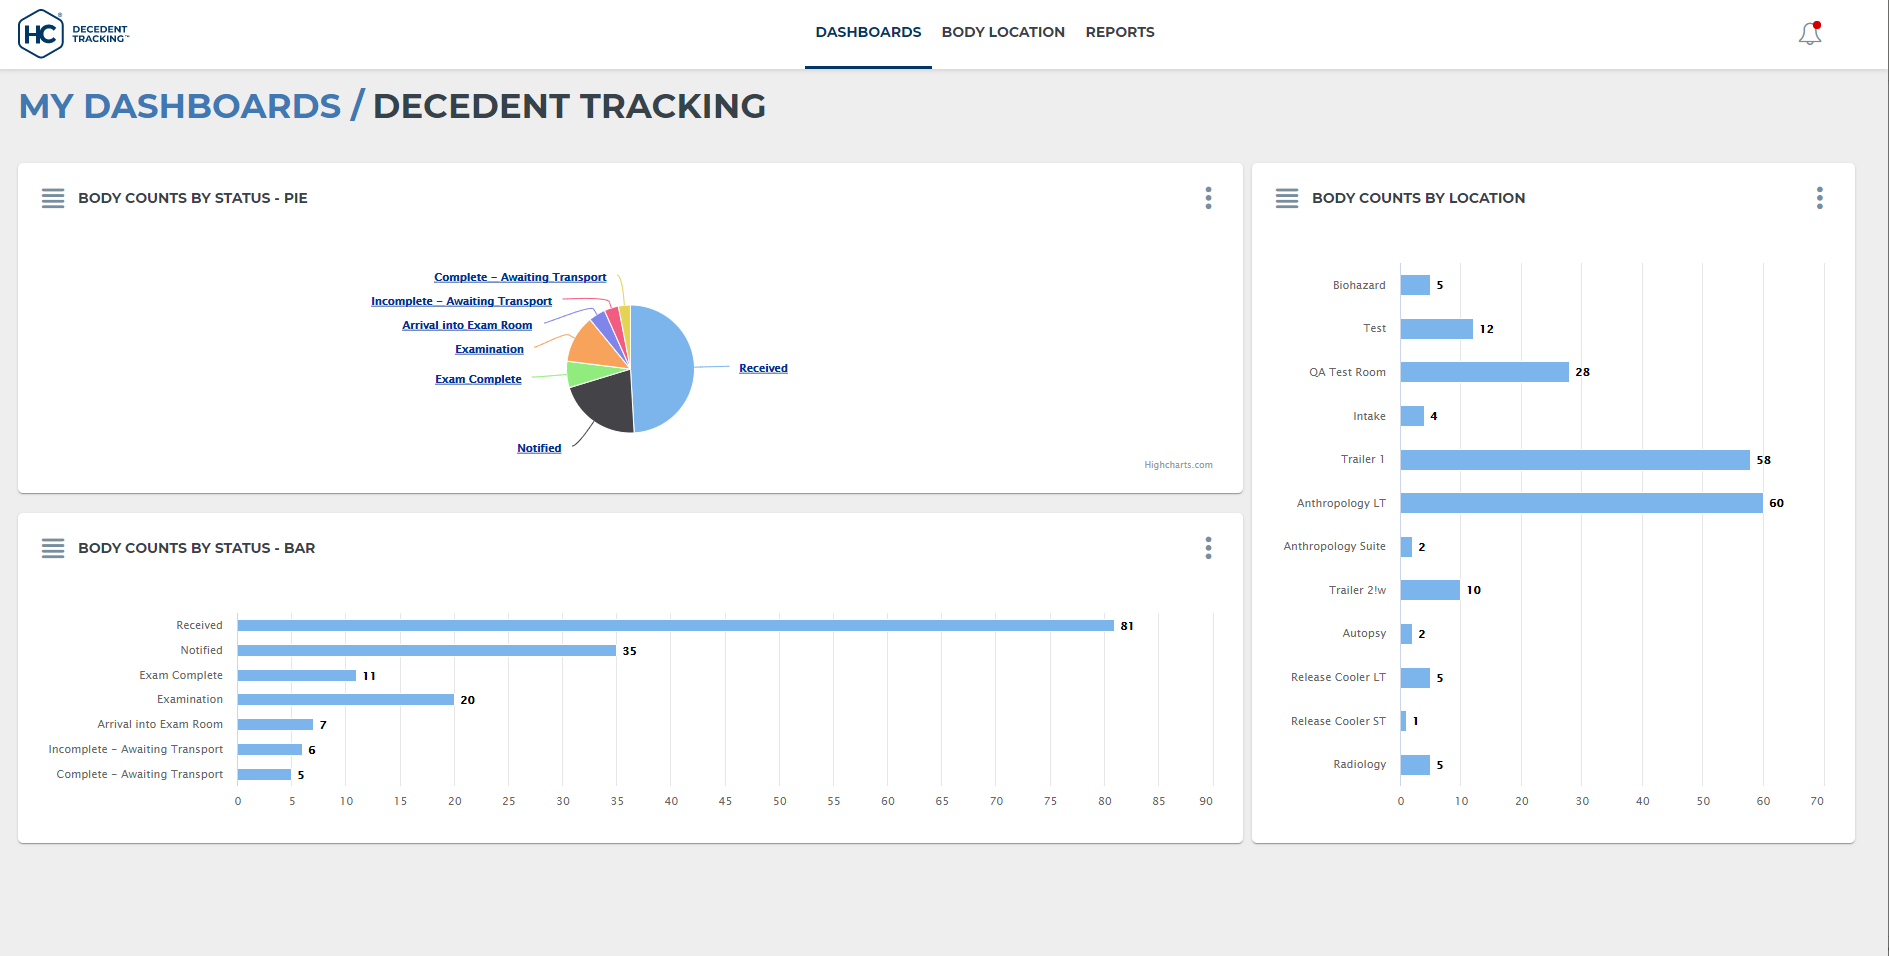 HC®
DECEDENT
TRACKING™
DASHBOARDS
BODY LOCATION
REPORTS
MY DASHBOARDS / DECEDENT TRACKING
BODY COUNTS BY STATUS - PIE
Complete – Awaiting Transport
Incomplete – Awaiting Transport
Arrival into Exam Room
Examination
Exam Complete
Notified
Received
Highcharts.com
BODY COUNTS BY STATUS - BAR
Received 81
Notified 35
Exam Complete 11
Examination 20
Arrival into Exam Room 7
Incomplete – Awaiting Transport 6
Complete – Awaiting Transport 5
0 5 10 15 20 25 30 35 40 45 50 55 60 65 70 75 80 85 90
BODY COUNTS BY LOCATION
Biohazard 5
Test 12
QA Test Room 28
Intake 4
Trailer 1 58
Anthropology LT 60
Anthropology Suite 2
Trailer 2!w 10
Autopsy 2
Release Cooler LT 5
Release Cooler ST 1
Radiology 5
0 10 20 30 40 50 60 70